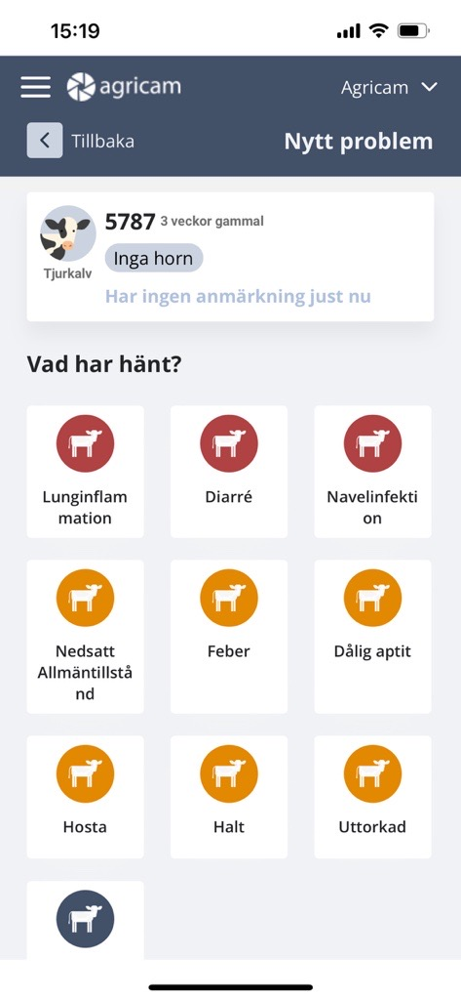 15:19
agricam
Agricam
Tillbaka
Nytt problem
5787 3 veckor gammal
Inga horn
Tjurkalv
Har ingen anmärkning just nu
Vad har hänt?
Lunginflam
mation
Diarré
Navelinfekti
on
Nedsatt
Allmäntillstå
nd
Feber
Dålig aptit
Hosta
Halt
Uttorkad